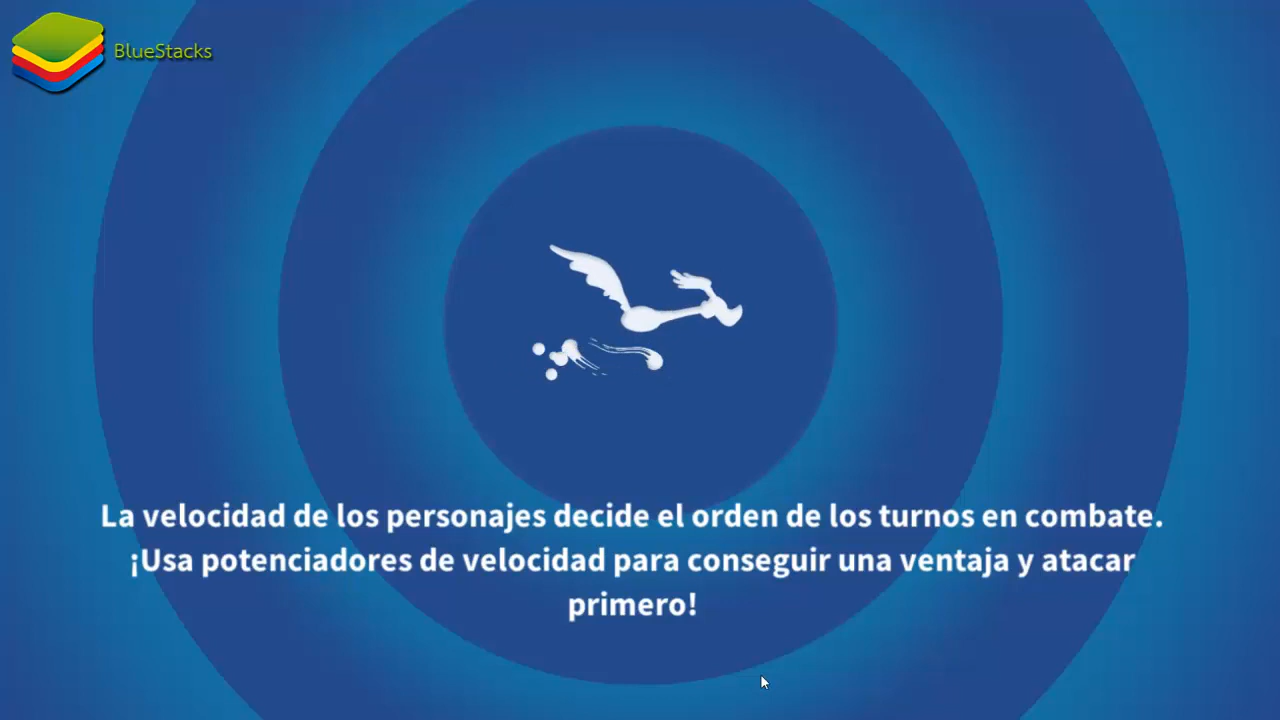 BlueStacks
La velocidad de los personajes decide el orden de los turnos en combate.
¡Usa potenciadores de velocidad para conseguir una ventaja y atacar
primero!